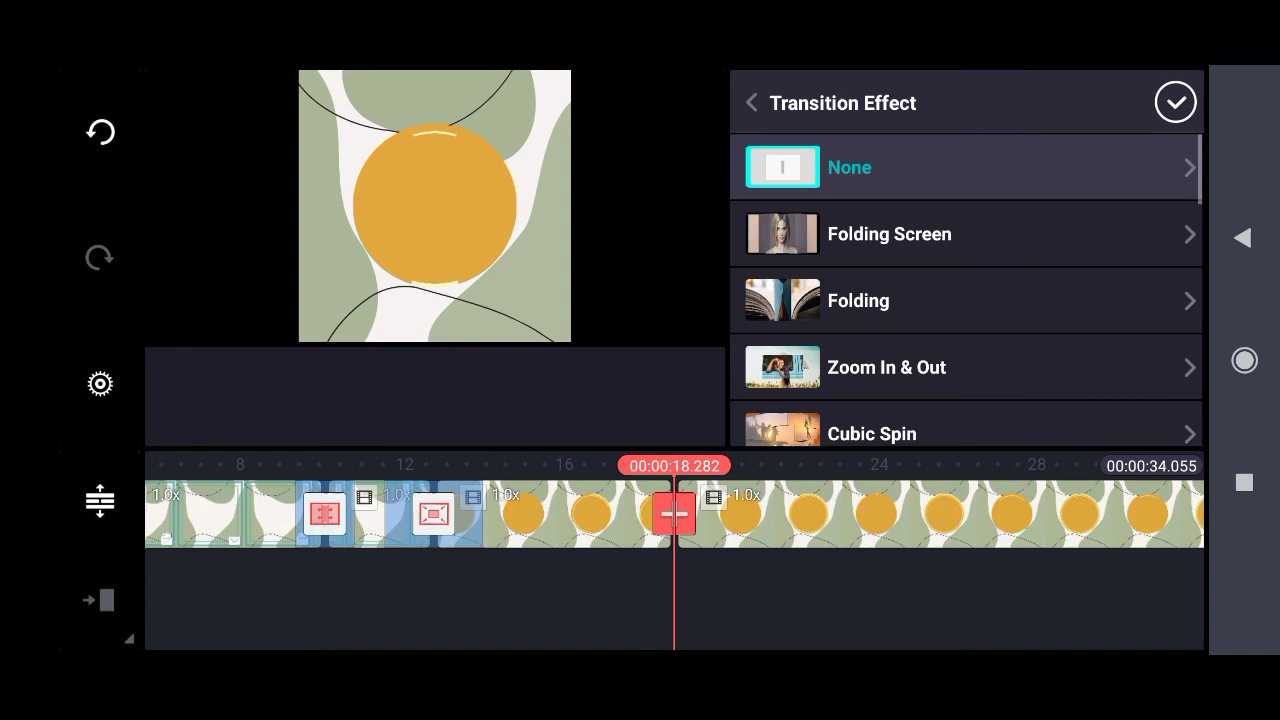 Transition Effect
None
Folding Screen
Folding
Zoom In & Out
Cubic Spin
8 12 16 00:00:18.282 24 28 00:00:34.055
1.0x 1.0x 1.0x 1.0x